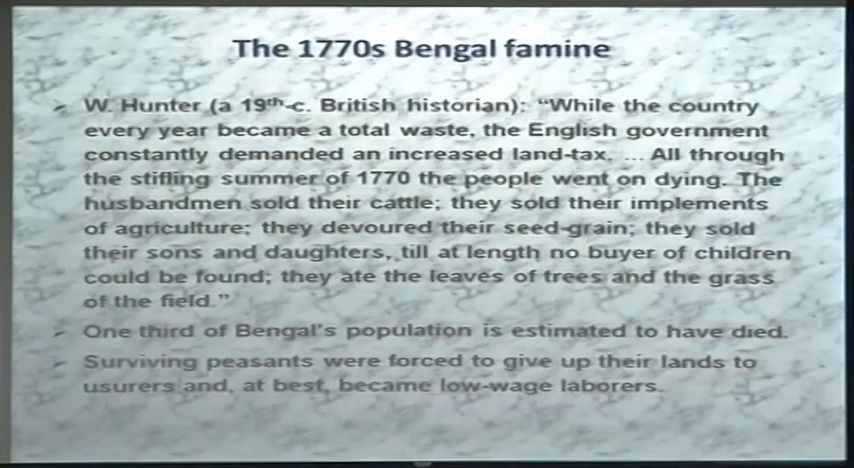 The 1770s Bengal famine
➢ W. Hunter (a 19th-c. British historian): “While the country
every year became a total waste, the English government
constantly demanded an increased land-tax. ... All through
the stifling summer of 1770 the people went on dying. The
husbandmen sold their cattle; they sold their implements
of agriculture; they devoured their seed-grain; they sold
their sons and daughters, till at length no buyer of children
could be found; they ate the leaves of trees and the grass
of the field.”
➢ One third of Bengal’s population is estimated to have died.
➢ Surviving peasants were forced to give up their lands to
usurers and, at best, became low-wage laborers.